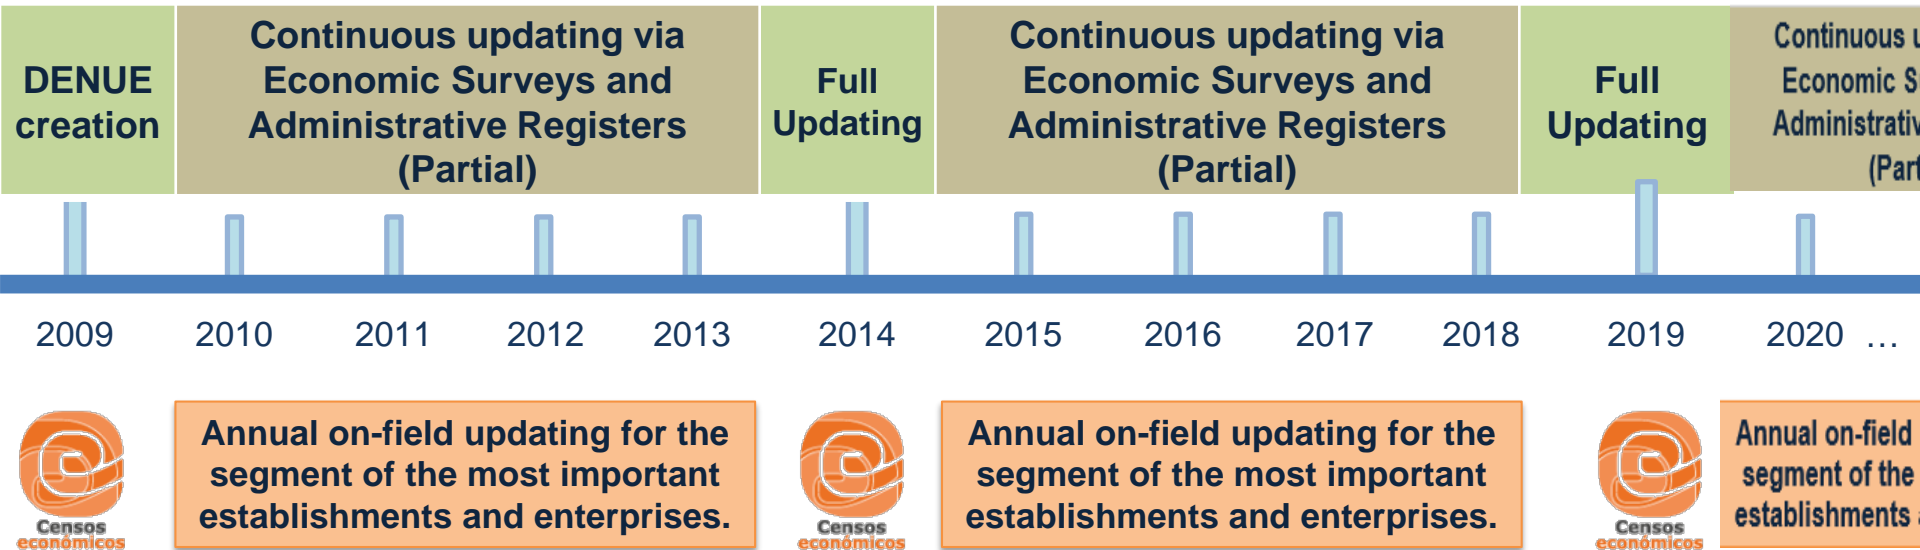 DENUE
creation
Continuous updating via
Economic Surveys and
Administrative Registers
(Partial)
Full
Updating
Continuous updating via
Economic Surveys and
Administrative Registers
(Partial)
Full
Updating
Continuous
Economic
Administrativ
(Part
2009 2010 2011 2012 2013 2014 2015 2016 2017 2018 2019 2020 …
Censos
económicos
Annual on-field updating for the
segment of the most important
establishments and enterprises.
Censos
económicos
Annual on-field updating for the
segment of the most important
establishments and enterprises.
Censos
económicos
Annual on-field
segment of the
establishments